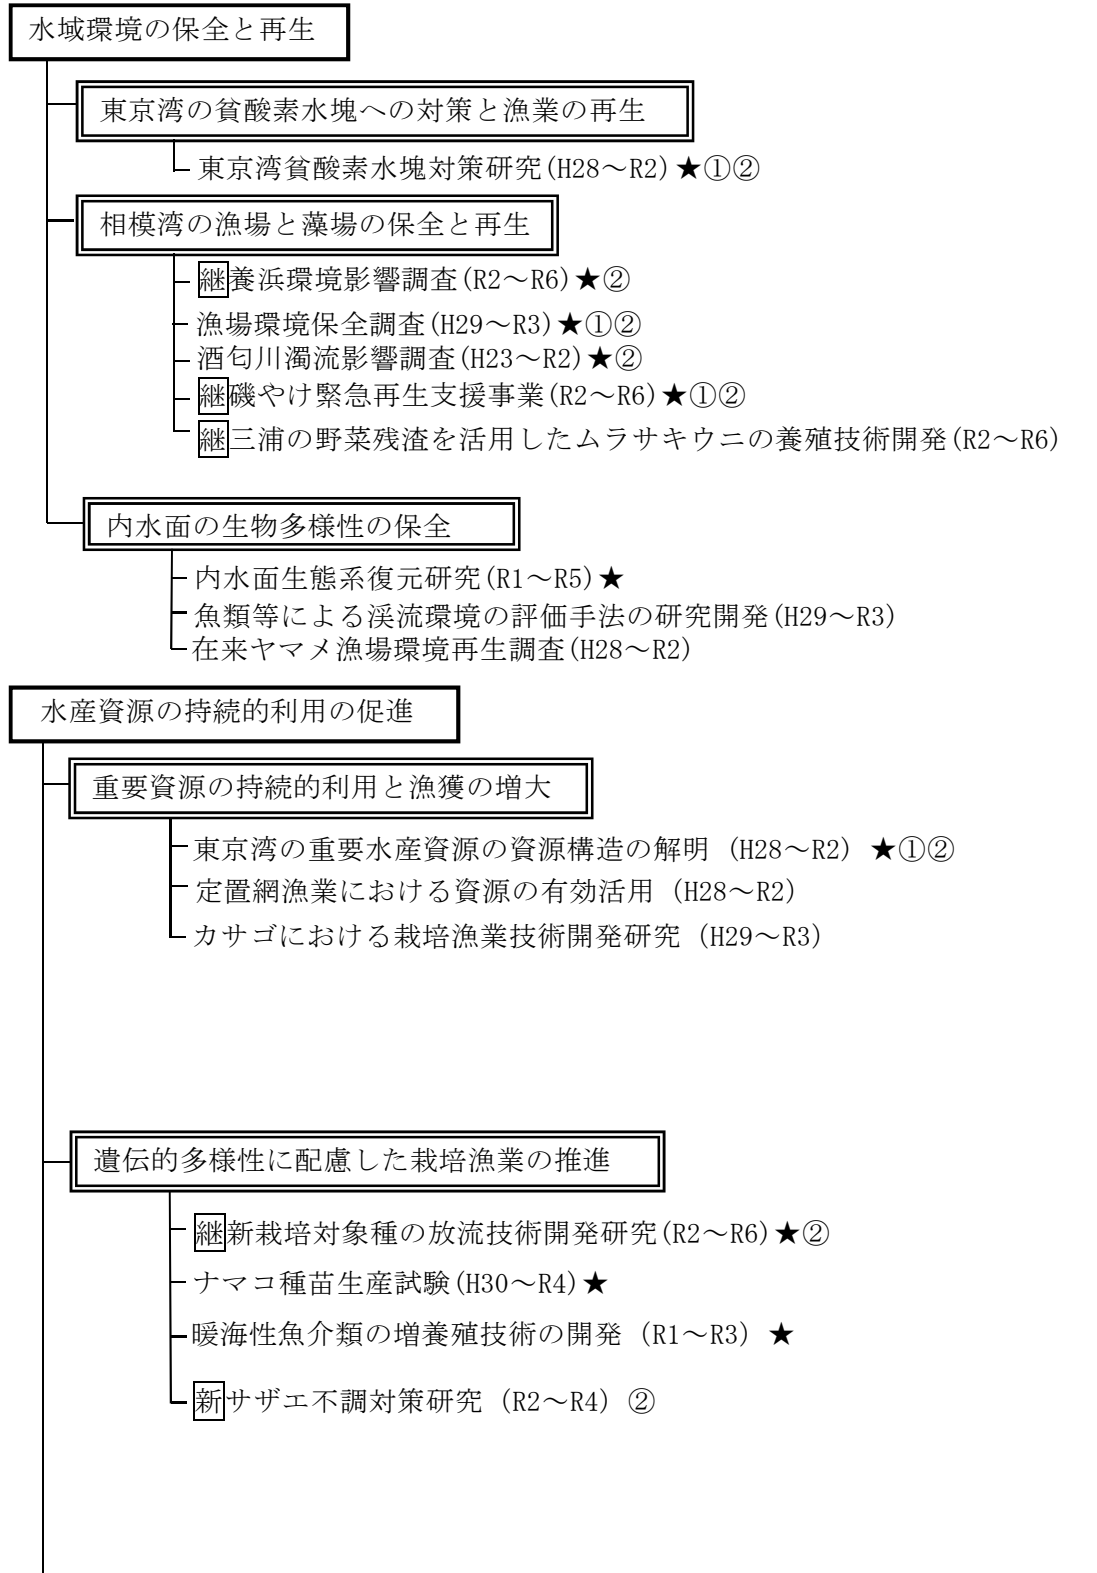 水域環境の保全と再生
東京湾の貧酸素水塊への対策と漁業の再生
東京湾貧酸素水塊対策研究(H28～R2)★①②
相模湾の漁場と藻場の保全と再生
継養浜環境影響調査(R2～R6)★②
漁場環境保全調査(H29～R3)★①②
酒匂川濁流影響調査(H23～R2)★②
継磯やけ緊急再生支援事業(R2～R6)★①②
継三浦の野菜残渣を活用したムラサキウニの養殖技術開発(R2～R6)
内水面の生物多様性の保全
内水面生態系復元研究(R1～R5)★
魚類等による渓流環境の評価手法の研究開発(H29～R3)
在来ヤマメ漁場環境再生調査(H28～R2)
水産資源の持続的利用の促進
重要資源の持続的利用と漁獲の増大
東京湾の重要水産資源の資源構造の解明（H28～R2）★①②
定置網漁業における資源の有効活用（H28～R2）
カサゴにおける栽培漁業技術開発研究（H29～R3）
遺伝的多様性に配慮した栽培漁業の推進
継新栽培対象種の放流技術開発研究(R2～R6)★②
ナマコ種苗生産試験(H30～R4)★
暖海性魚介類の増養殖技術の開発（R1～R3）★
新サザエ不調対策研究（R2～R4）②